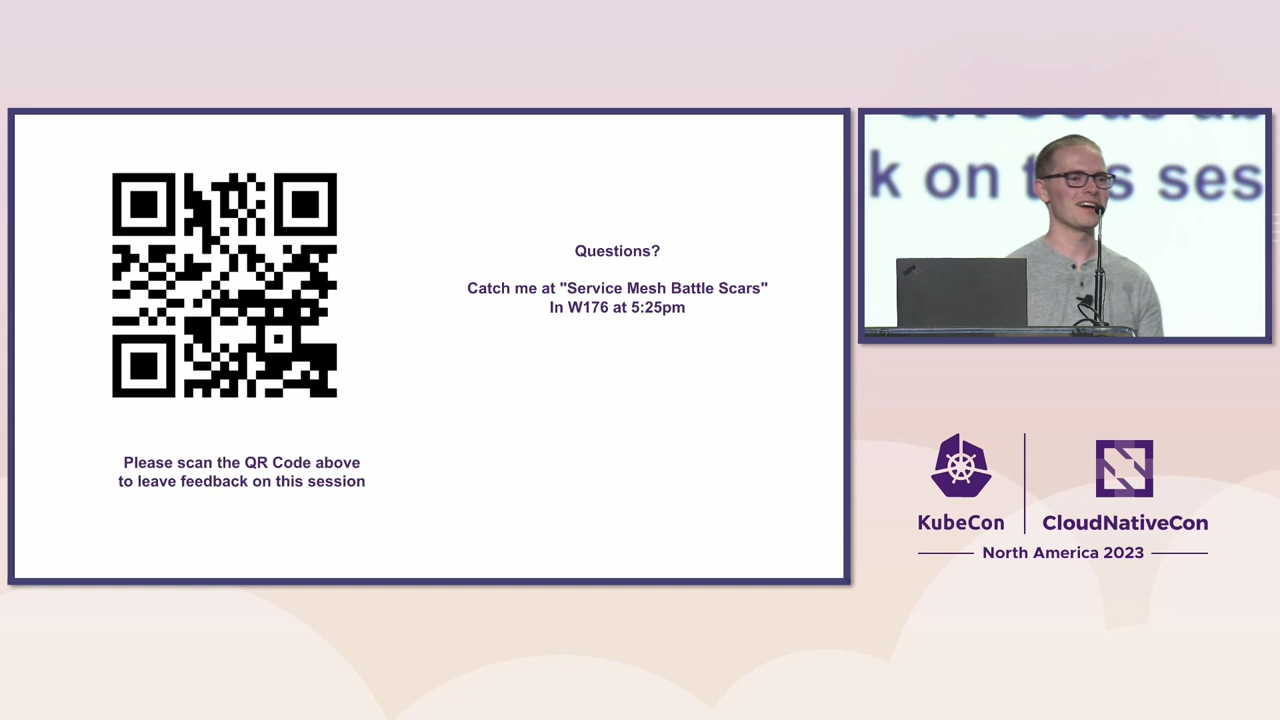 Questions?
Catch me at "Service Mesh Battle Scars"
In W176 at 5:25pm
Please scan the QR Code above
to leave feedback on this session
k on this ses
KubeCon
CloudNativeCon
North America 2023